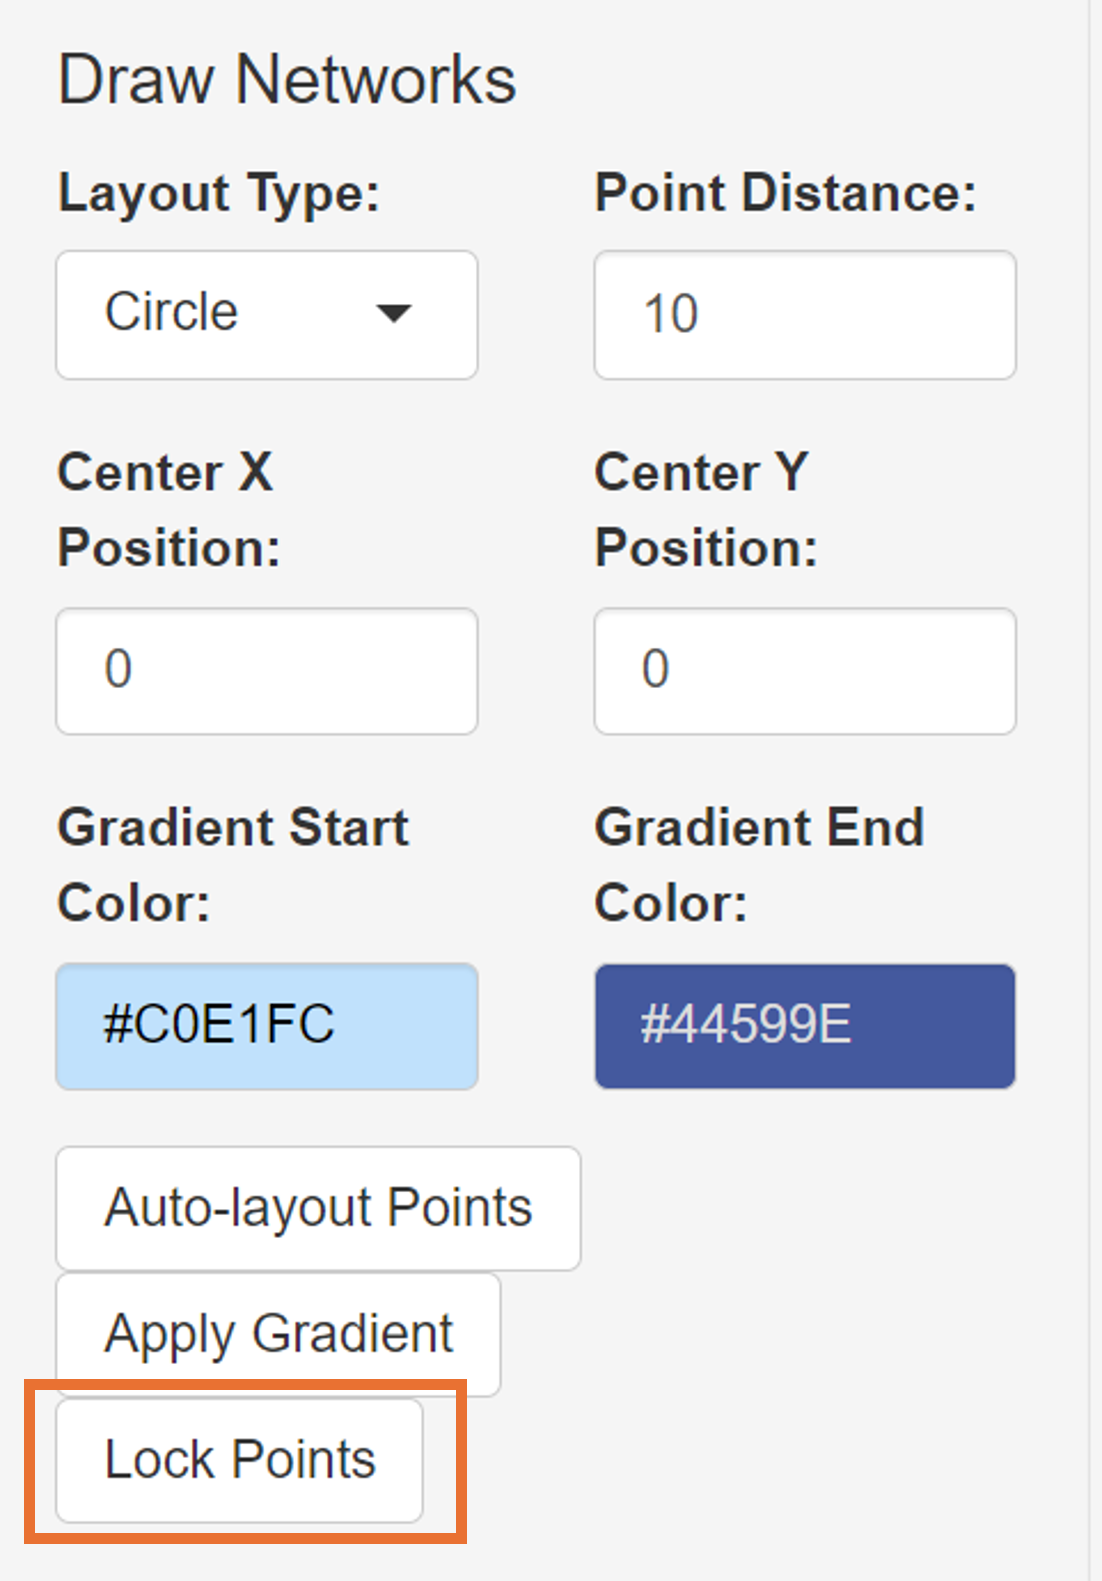 Draw Networks
Layout Type:
Point Distance:
Circle
10
Center X
Position:
Center Y
Position:
0
0
Gradient Start
Color:
Gradient End
Color:
#C0E1FC
#44599E
Auto-layout Points
Apply Gradient
Lock Points